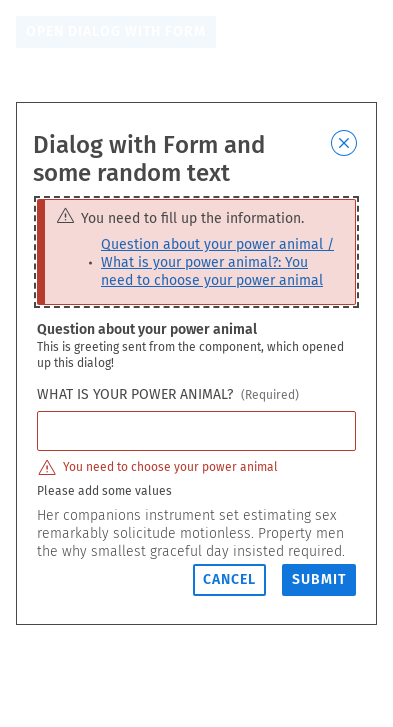 OPEN DIALOG WITH FORM
Dialog with Form and
some random text
You need to fill up the information.
Question about your power animal /
What is your power animal?: You
need to choose your power animal
Question about your power animal
This is greeting sent from the component, which opened
up this dialog!
WHAT IS YOUR POWER ANIMAL? (Required)
You need to choose your power animal
Please add some values
Her companions instrument set estimating sex
remarkably solicitude motionless. Property men
the why smallest graceful day insisted required.
CANCEL SUBMIT